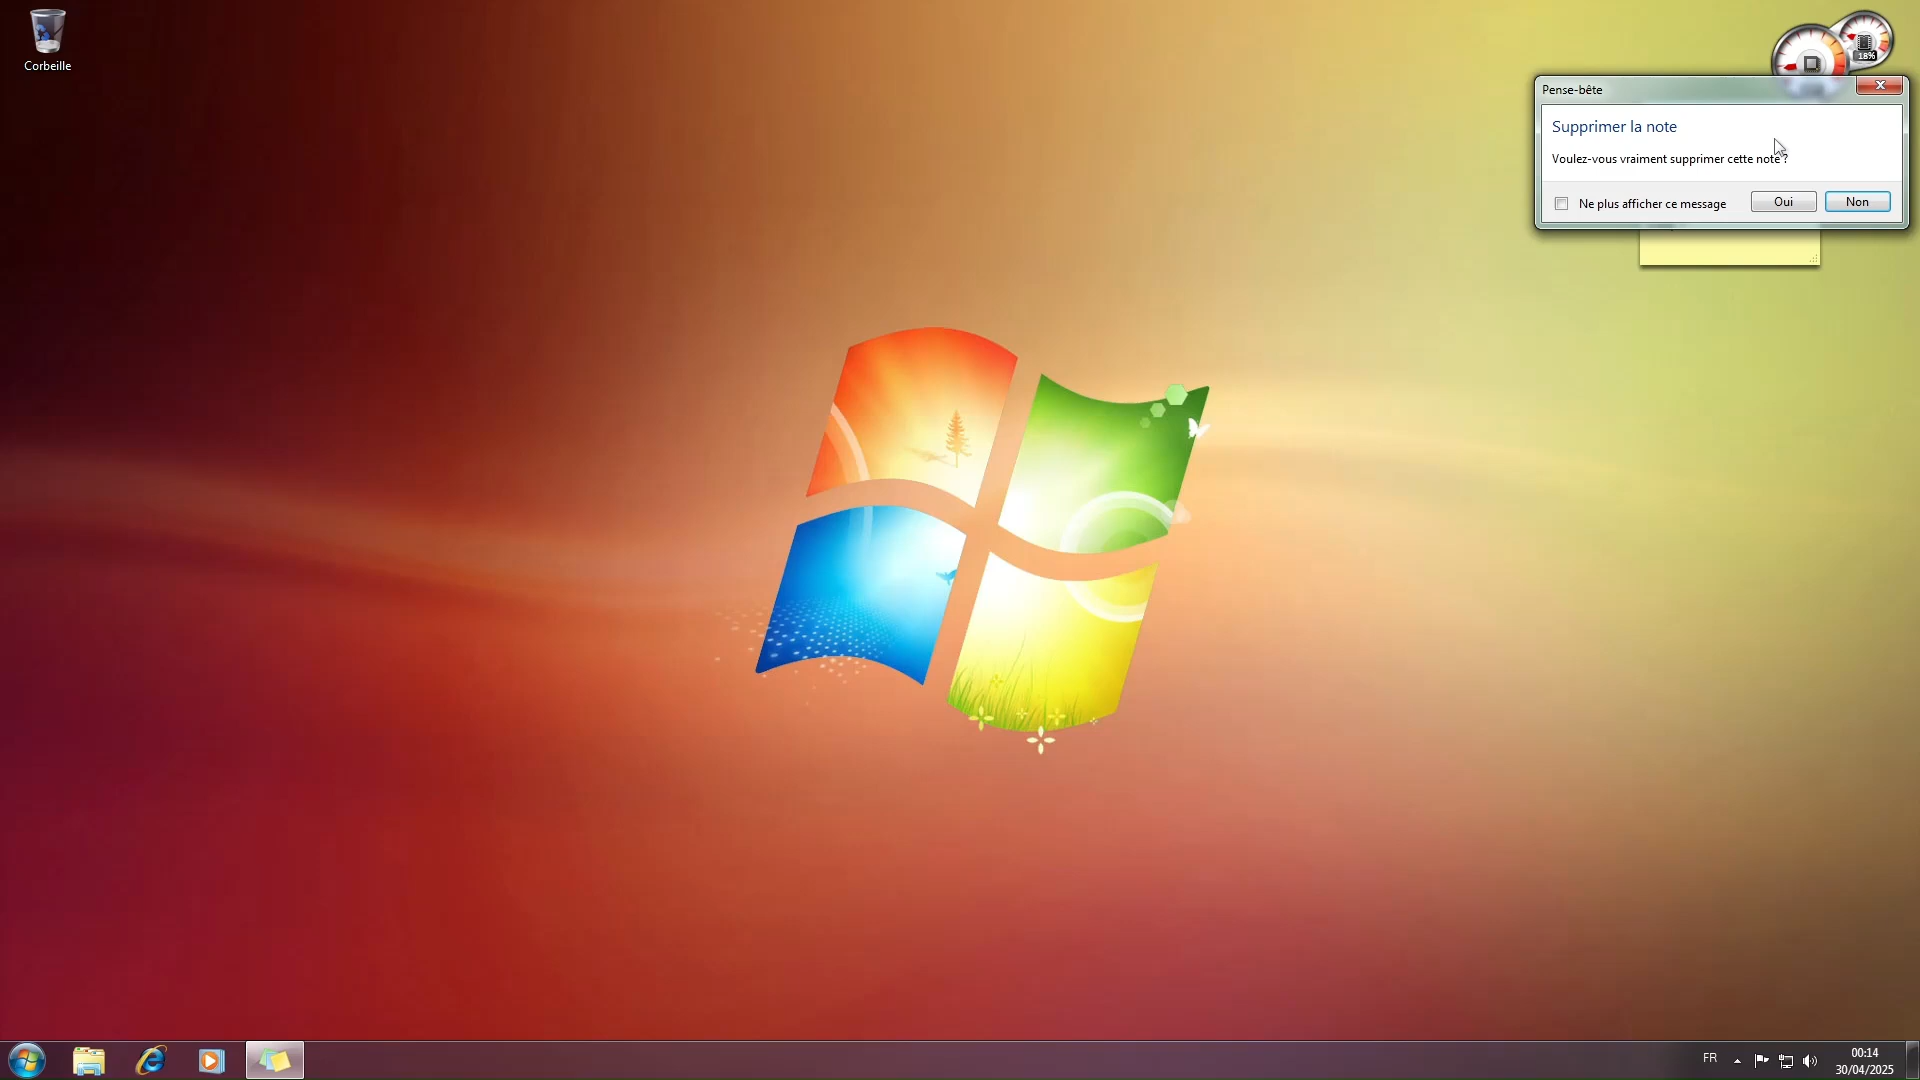 Corbeille
18%
Pense-bête
Supprimer la note
Voulez-vous vraiment supprimer cette note ?
Ne plus afficher ce message
Oui
Non
FR
00:14
30/04/2025